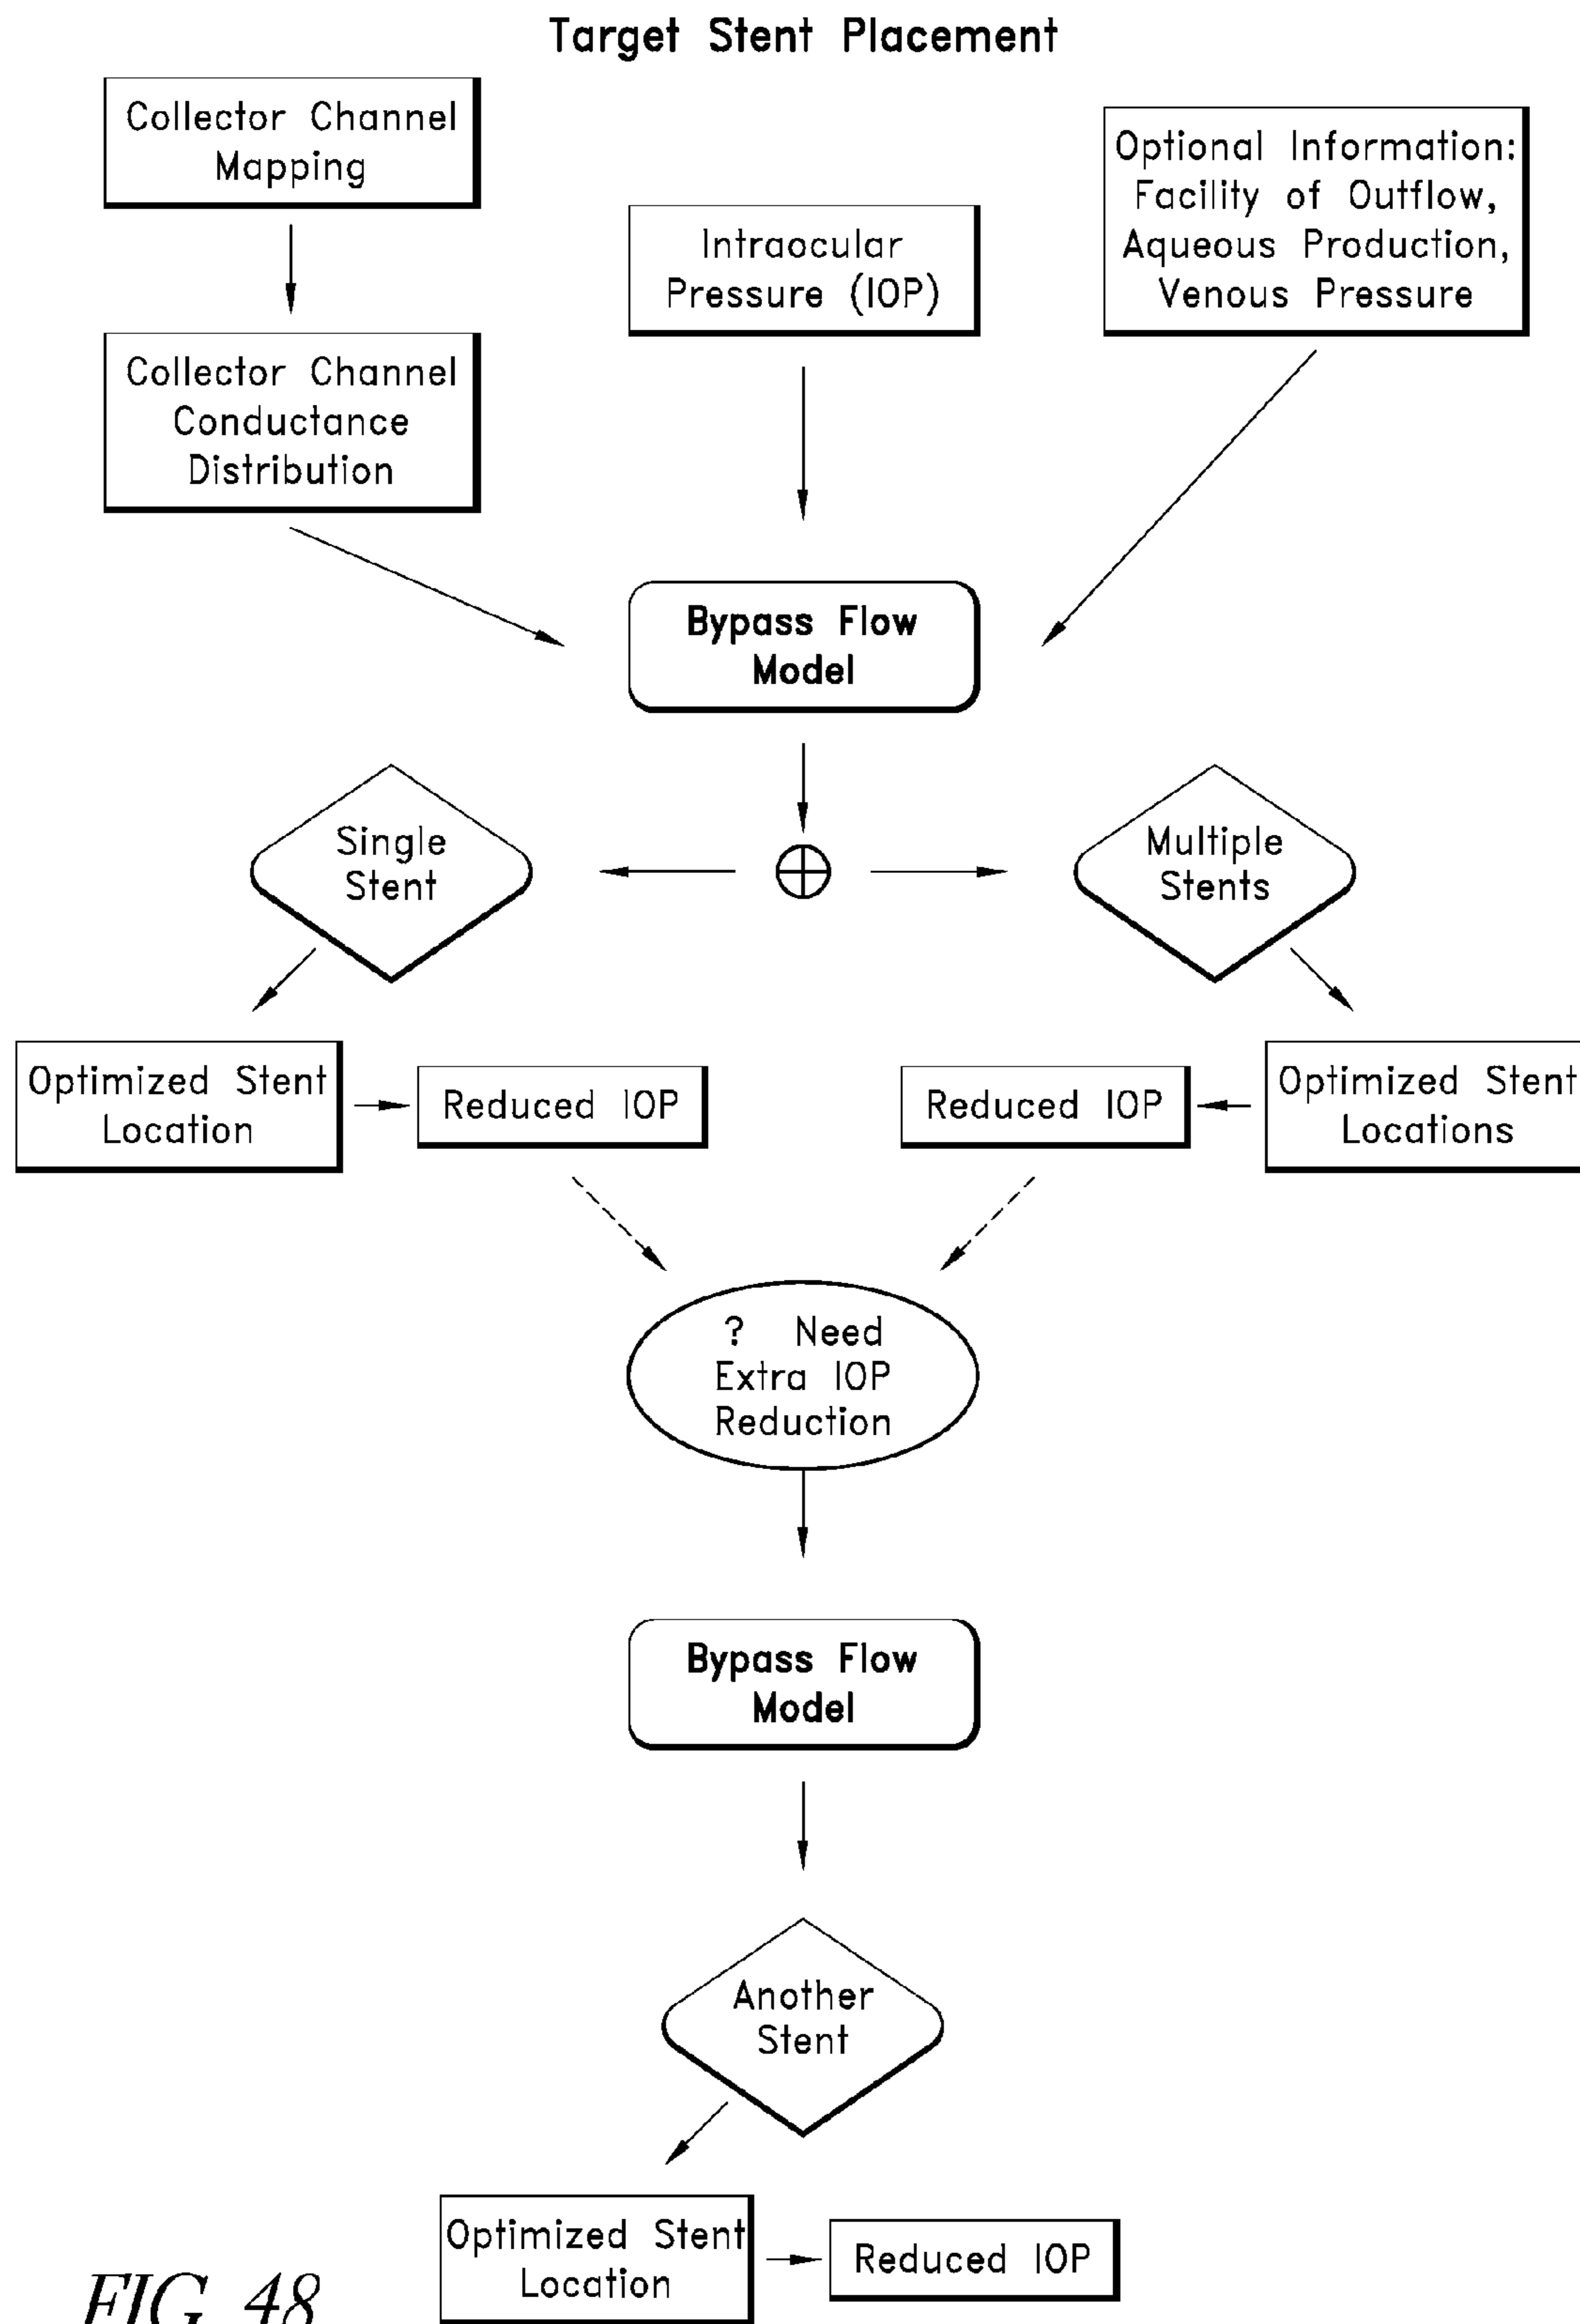 Target Stent Placement
Collector Channel
Mapping
Optional Information:
Facility of Outflow,
Aqueous Production,
Venous Pressure
Intraocular
Pressure (IOP)
Collector Channel
Conductance
Distribution
Bypass Flow
Model
Single
Stent
Multiple
Stents
Optimized Stent
Location
Reduced IOP
Reduced IOP
Optimized Stent
Locations
? Need
Extra IOP
Reduction
Bypass Flow
Model
Another
Stent
Optimized Stent
Location
Reduced IOP
FIG. 48